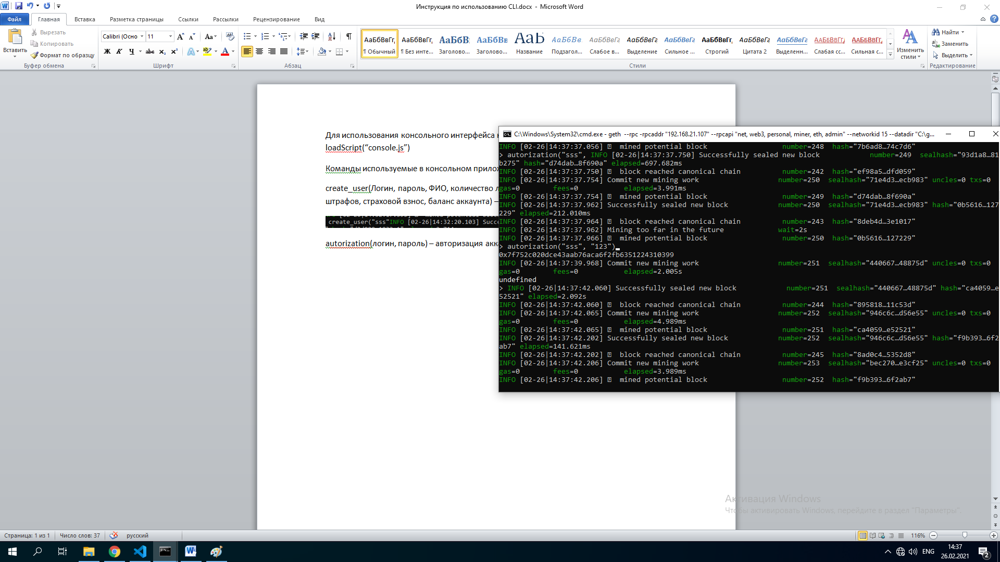 Инструкция по использованию CLI.docx - Microsoft Word
Файл
Главная
Вставка
Разметка страницы
Ссылки
Рассылки
Рецензирование
Вид
Вставить
Вырезать
Копировать
Формат по образцу
Буфер обмена
Calibri (Осно
11
Шрифт
Абзац
АаБбВвГг, АаБбВвГг, АаБбВ АаБбВв АаБ АаБбВв. АаБбВвГг АаБбВвГг АаБбВвГг АаБбВвГг, АаБбВвГг АаБбВвГг АаБбВвГг, АаБбВвГг,
¶ Обычный ¶ Без инте... Заголово... Заголово... Название Подзагол... Слабое в... Выделение Сильное ... Строгий Цитата 2 Выделенн... Слабая сс... Сильная с...
Стили
Изменить
стили
Найти
Заменить
Выделить
Редактирование
Для использования консольного интерфейса
loadScript(“console.js”)
Команды используемые в консольном
create_user(Логин, пароль, ФИО, количество
штрафов, страховой взнос, баланс аккаунта) –
create_user("sss"INFO [02-26|14:32:20.103] Succe
autorization(логин, пароль) – авторизация
C:\Windows\System32\cmd.exe - geth --rpc -rpcaddr "192.168.21.107" --rpcapi "net, web3, personal, miner, eth, admin" --networkid 15 --datadir "C:\g...
INFO [02-26|14:37:37.056] mined potential block number=248 hash="7b6ad8…74c7d6"
> autorization("sss", INFO [02-26|14:37:37.750] Successfully sealed new block number=249 sealhash="93d1a8…81
b275" hash="d74dab…8f690a" elapsed=697.682ms
INFO [02-26|14:37:37.750] block reached canonical chain number=242 hash="ef98a5…dfd059"
INFO [02-26|14:37:37.754] Commit new mining work number=250 sealhash="71e4d3…ecb983" uncles=0 txs=0
gas=0 fees=0 elapsed=3.991ms
INFO [02-26|14:37:37.754] mined potential block number=249 hash="d74dab…8f690a"
INFO [02-26|14:37:37.962] Successfully sealed new block number=250 sealhash="71e4d3…ecb983" hash="0b5616…127
229" elapsed=212.010ms
INFO [02-26|14:37:37.964] block reached canonical chain number=243 hash="8deb4d…3e1017"
INFO [02-26|14:37:37.962] Mining too far in the future wait=2s
INFO [02-26|14:37:37.966] mined potential block number=250 hash="0b5616…127229"
> autorization("sss", "123")
0x7f752c020dce43aab76aca6f2fb6351224310399
INFO [02-26|14:37:39.968] Commit new mining work number=251 sealhash="440667…48875d" uncles=0 txs=0
gas=0 fees=0 elapsed=2.005s
undefined
> INFO [02-26|14:37:42.060] Successfully sealed new block number=251 sealhash="440667…48875d" hash="ca4059…e
52521" elapsed=2.092s
INFO [02-26|14:37:42.060] block reached canonical chain number=244 hash="895818…11c53d"
INFO [02-26|14:37:42.065] Commit new mining work number=252 sealhash="946c6c…d56e55" uncles=0 txs=0
gas=0 fees=0 elapsed=4.989ms
INFO [02-26|14:37:42.065] mined potential block number=251 hash="ca4059…e52521"
INFO [02-26|14:37:42.202] Successfully sealed new block number=252 sealhash="946c6c…d56e55" hash="f9b393…6f2
ab7" elapsed=141.621ms
INFO [02-26|14:37:42.202] block reached canonical chain number=245 hash="8ad0c4…5352d8"
INFO [02-26|14:37:42.206] Commit new mining work number=253 sealhash="bec270…e3cf25" uncles=0 txs=0
gas=0 fees=0 elapsed=3.989ms
INFO [02-26|14:37:42.206] mined potential block number=252 hash="f9b393…6f2ab7"
Активация Windows
Чтобы активировать Windows, перейдите в раздел "Параметры".
Страница: 1 из 1
Число слов: 37
русский
116%
ENG
14:37
26.02.2021
2